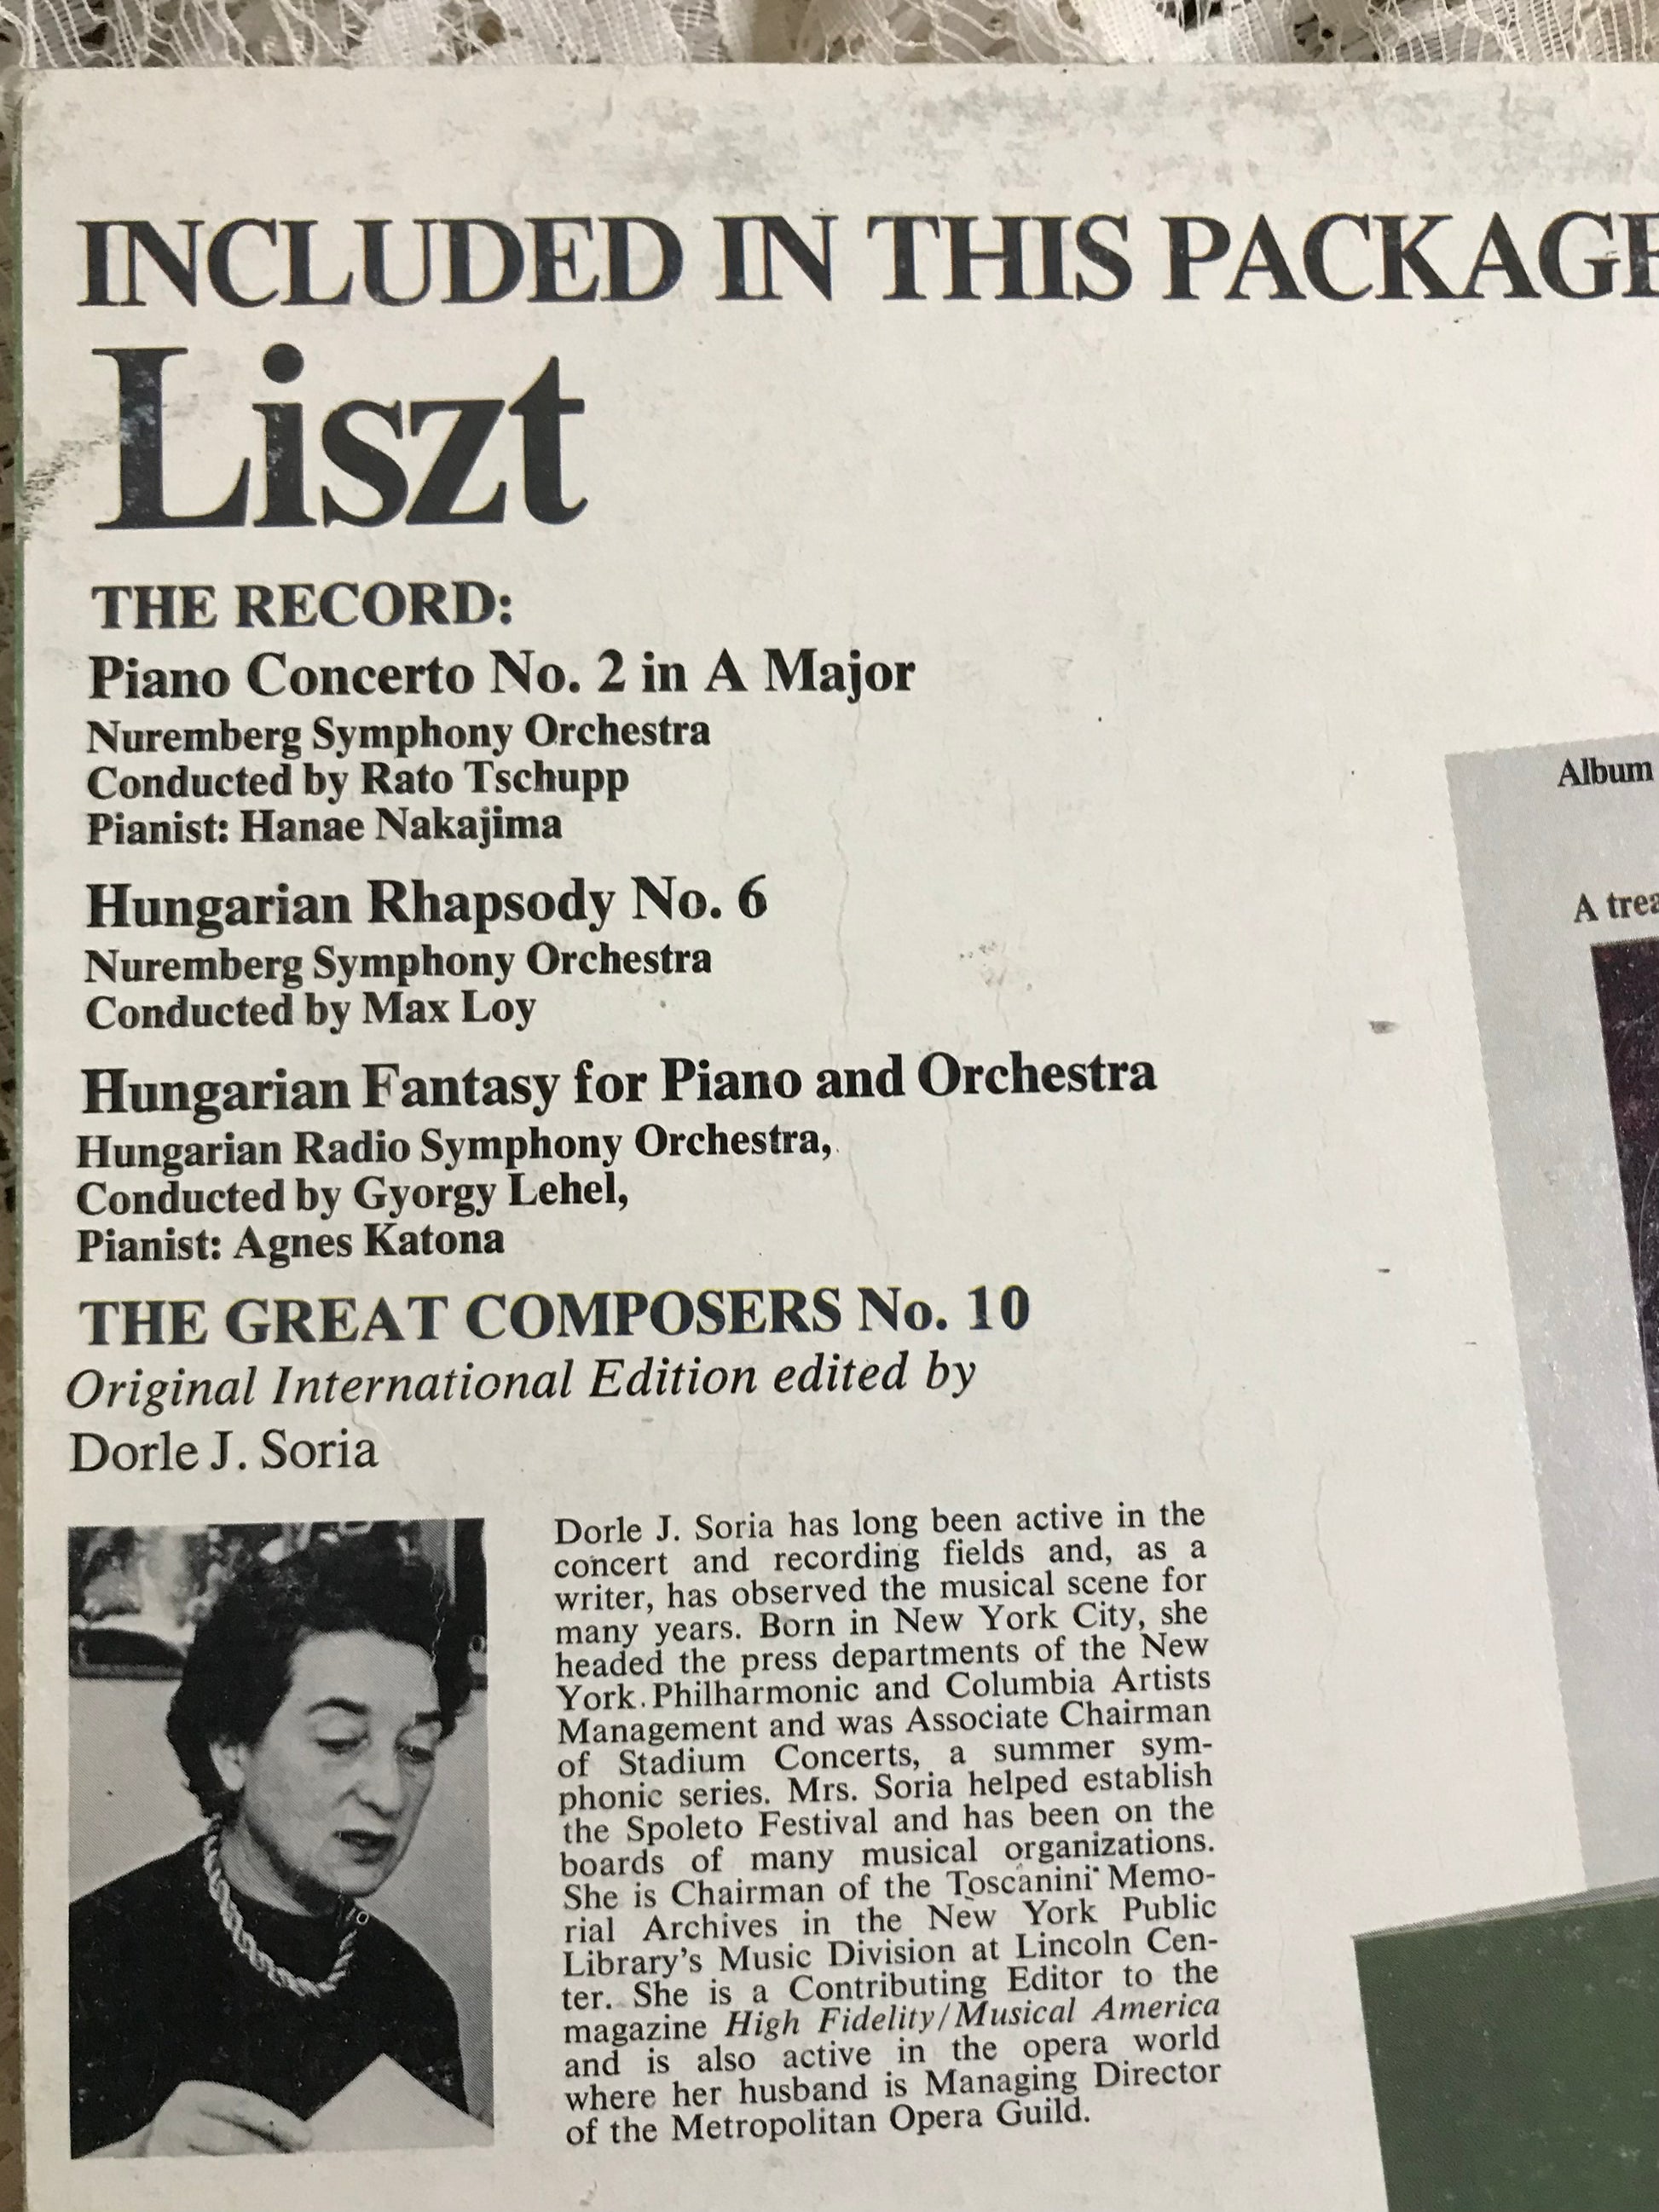 INCLUDED IN THIS PACKAGE
Liszt
THE RECORD:
Piano Concerto No. 2 in A Major
Nuremberg Symphony Orchestra
Conducted by Rato Tschupp
Pianist: Hanae Nakajima
Hungarian Rhapsody No. 6
Nuremberg Symphony Orchestra
Conducted by Max Loy
Hungarian Fantasy for Piano and Orchestra
Hungarian Radio Symphony Orchestra,
Conducted by Gyorgy Lehel,
Pianist: Agnes Katona
THE GREAT COMPOSERS No. 10
Original International Edition edited by
Dorle J. Soria
Dorle J. Soria has long been active in the
concert and recording fields and, as a
writer, has observed the musical scene for
many years. Born in New York City, she
headed the press departments of the New
York Philharmonic and Columbia Artists
Management and was Associate Chairman
of Stadium Concerts, a summer sym-
phonic series. Mrs. Soria helped establish
the Spoleto Festival and has been on the
boards of many musical organizations.
She is Chairman of the Toscanini Memo-
rial Archives in the New York Public
Library's Music Division at Lincoln Cen-
ter. She is a Contributing Editor to the
magazine High Fidelity/Musical America
and is also active in the opera world
where her husband is Managing Director
of the Metropolitan Opera Guild.
Album
A